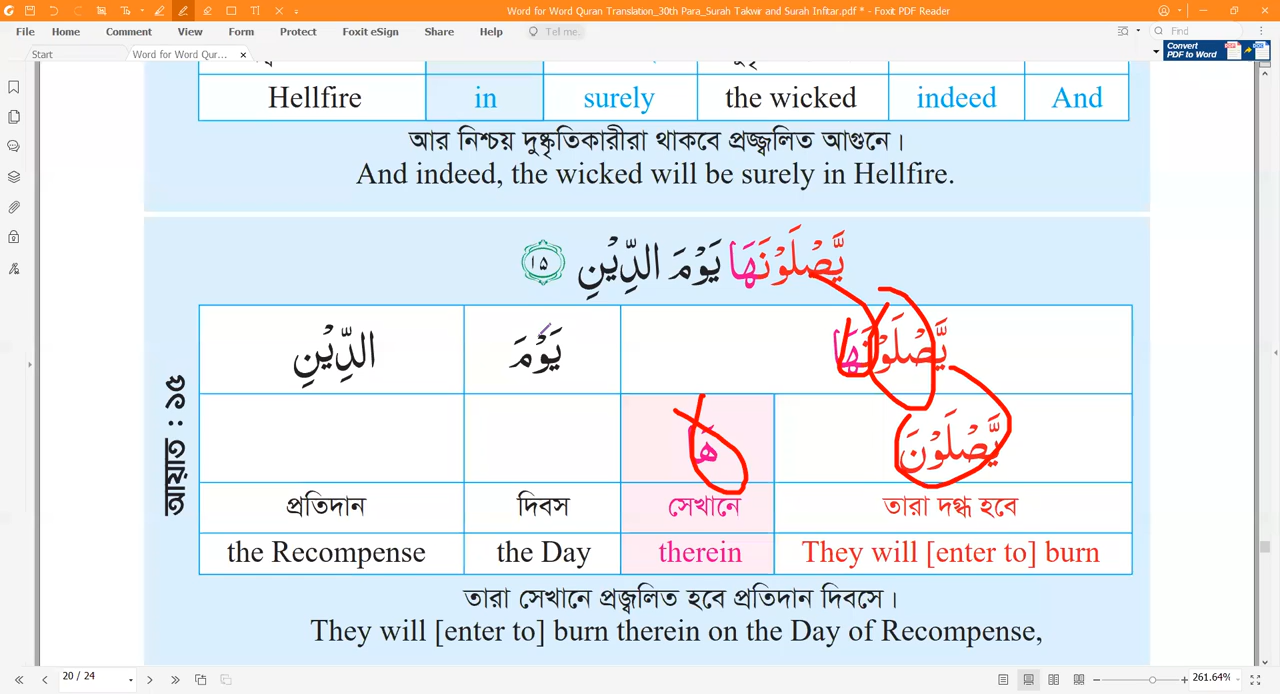 Word for Word Quran Translation_30th Para_Surah Takwr and Surah Infitar.pdf * - Foxit PDF Reader
File Home Comment View Form Protect Foxit eSign Share Help Tell me. Find
Start Word for Word Qur... × Convert PDF to Word
Hellfire in surely the wicked indeed And
আর নিশ্চয় দুষ্কৃতিকারীরা থাকবে প্রজ্জ্বলিত আগুনে।
And indeed, the wicked will be surely in Hellfire.
يَّصْلَوْنَهَا يَوْمَ الدِّيْنِ ١٥
يَّصْلَوْنَهَا يَوْمَ الدِّيْنِ
يَّصْلَوْنَ هَا
আয়াত : ১৫
প্রতিদান দিবস সেখানে তারা দগ্ধ হবে
the Recompense the Day therein They will [enter to] burn
তারা সেখানে প্রজ্বলিত হবে প্রতিদান দিবসে।
They will [enter to] burn therein on the Day of Recompense,
20 / 24 261.64%